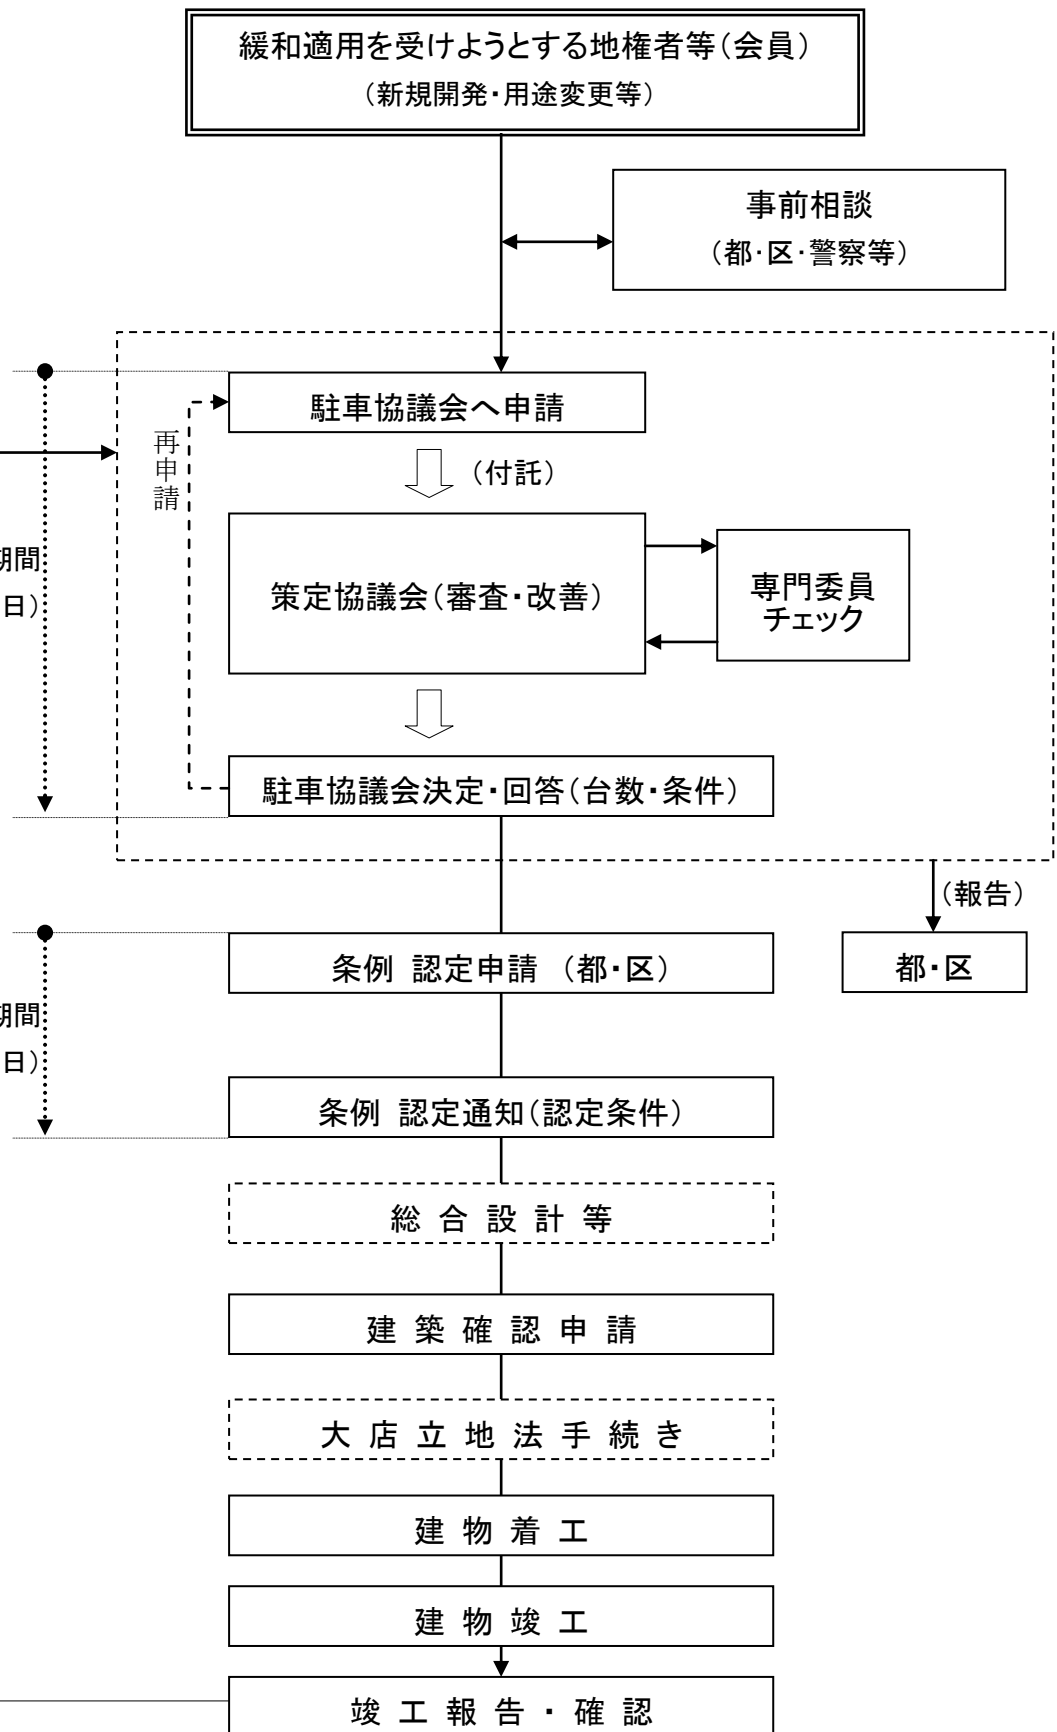 緩和適用を受けようとする地権者等（会員）
（新規開発・用途変更等）
事前相談
（都・区・警察等）
駐車協議会へ申請
再申請
（付託）
期間
日）
策定協議会（審査・改善）
専門委員
チェック
駐車協議会決定・回答（台数・条件）
（報告）
条例 認定申請 （都・区）
都・区
期間
日）
条例 認定通知（認定条件）
総 合 設 計 等
建 築 確 認 申 請
大 店 立 地 法 手 続 き
建 物 着 工
建 物 竣 工
竣 工 報 告 ・ 確 認